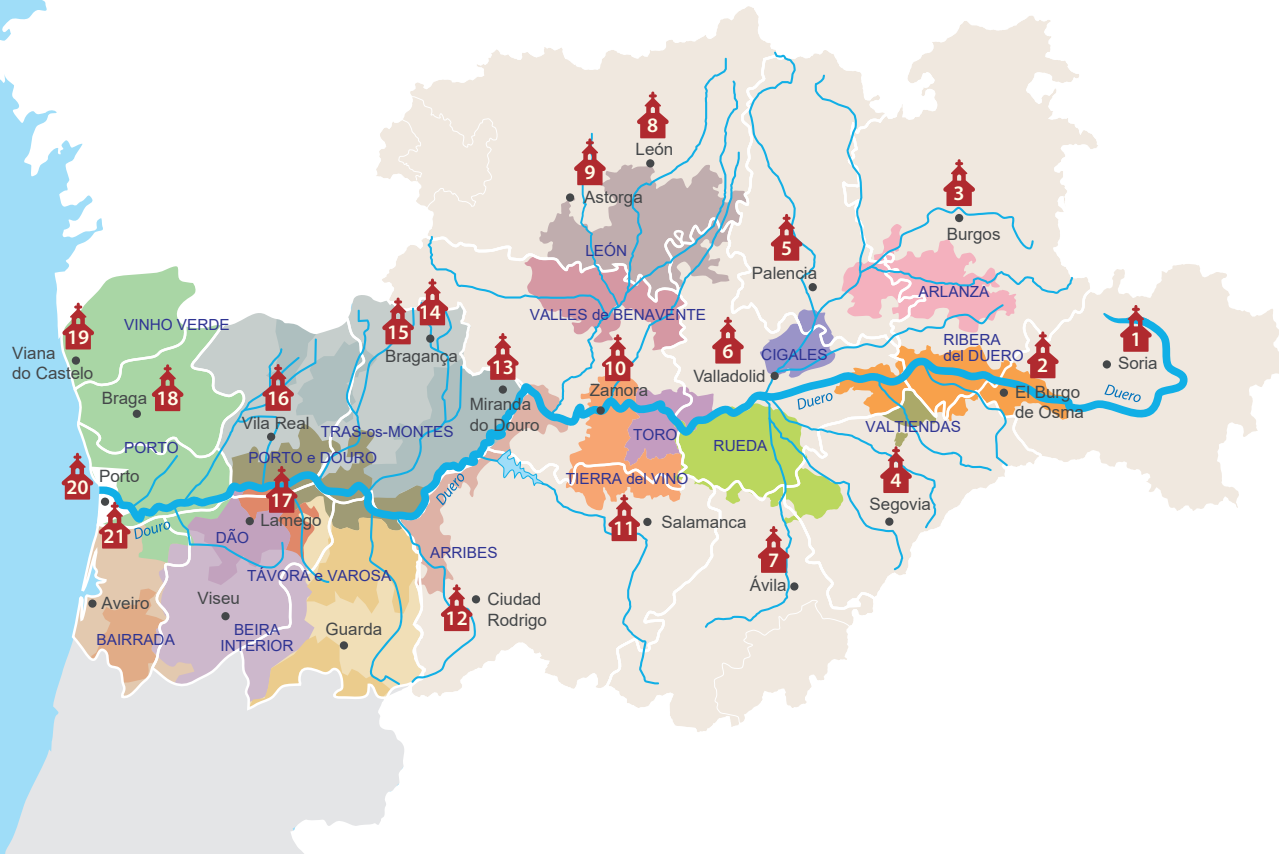 8
León
9
Astorga
3
Burgos
5
Palencia
LEÓN
ARLANZA
VALLES de BENAVENTE
14
15
Bragança
19
VINHO VERDE
Viana
do Castelo
1
Soria
2
RIBERA
del DUERO
El Burgo
de Osma
Duero
6
CIGALES
Valladolid
Duero
10
Zamora
13
Miranda
do Douro
18
Braga
16
Vila Real
TRAS-os-MONTES
PORTO
PORTO e DOURO
TORO
RUEDA
VALTIENDAS
20
Porto
17
Lamego
Duero
TIERRA del VINO
4
Segovia
21
Douro
DÃO
11
Salamanca
ARRIBES
7
Ávila
TÁVORA e VAROSA
Aveiro
Viseu
12
Ciudad
Rodrigo
BAIRRADA
BEIRA
INTERIOR
Guarda